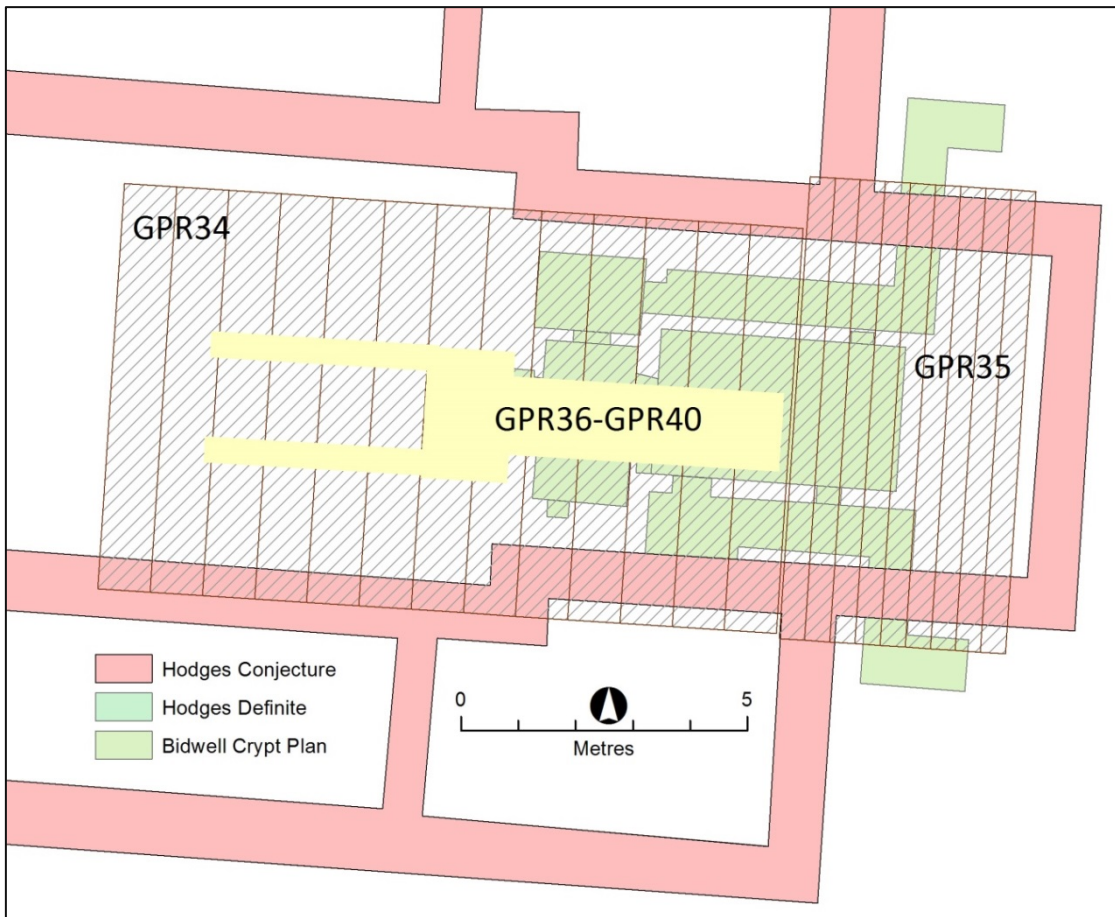 GPR34
GPR35
GPR36-GPR40
Hodges Conjecture
Hodges Definite
Bidwell Crypt Plan
0 5
Metres